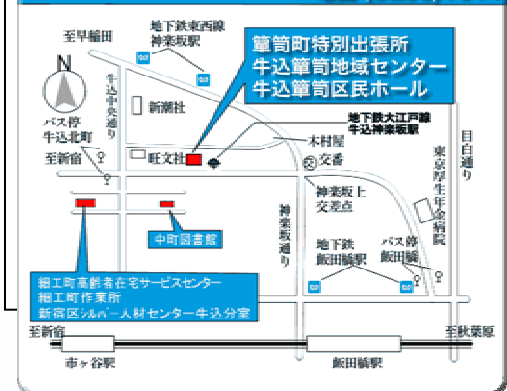 至早稲田
地下鉄東西線
神楽坂駅
N
牛込中央通り
新潮社
バス停
牛込北町
至新宿
旺文社
箪笥町特別出張所
牛込箪笥地域センター
牛込箪笥区民ホール
地下鉄大江戸線
牛込神楽坂駅
木村屋
交番
神楽坂上
交差点
目白通り
東京厚生年金病院
神楽坂通り
中町図書館
地下鉄
飯田橋駅
バス停
飯田橋
細工町高齢者在宅サービスセンター
細工町作業所
新宿区シルバー人材センター牛込分室
至新宿
至秋葉原
市ヶ谷駅
飯田橋駅